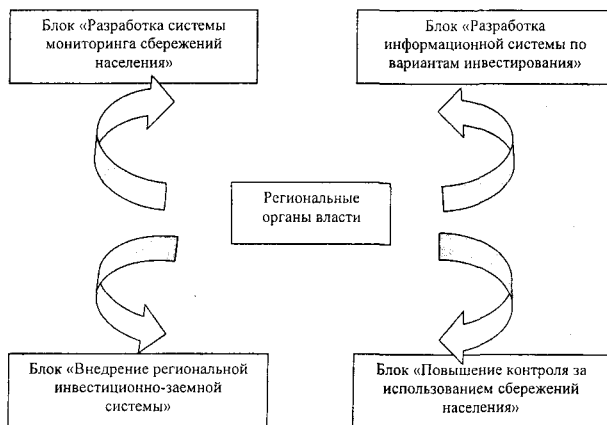 Блок «Разработка системы
мониторинга сбережений
населения»
Блок «Разработка
информационной системы по
вариантам инвестирования»
Региональные
органы власти
Блок «Внедрение региональной
инвестиционно-заемной
системы»
Блок «Повышение контроля за
использованием сбережений
населения»